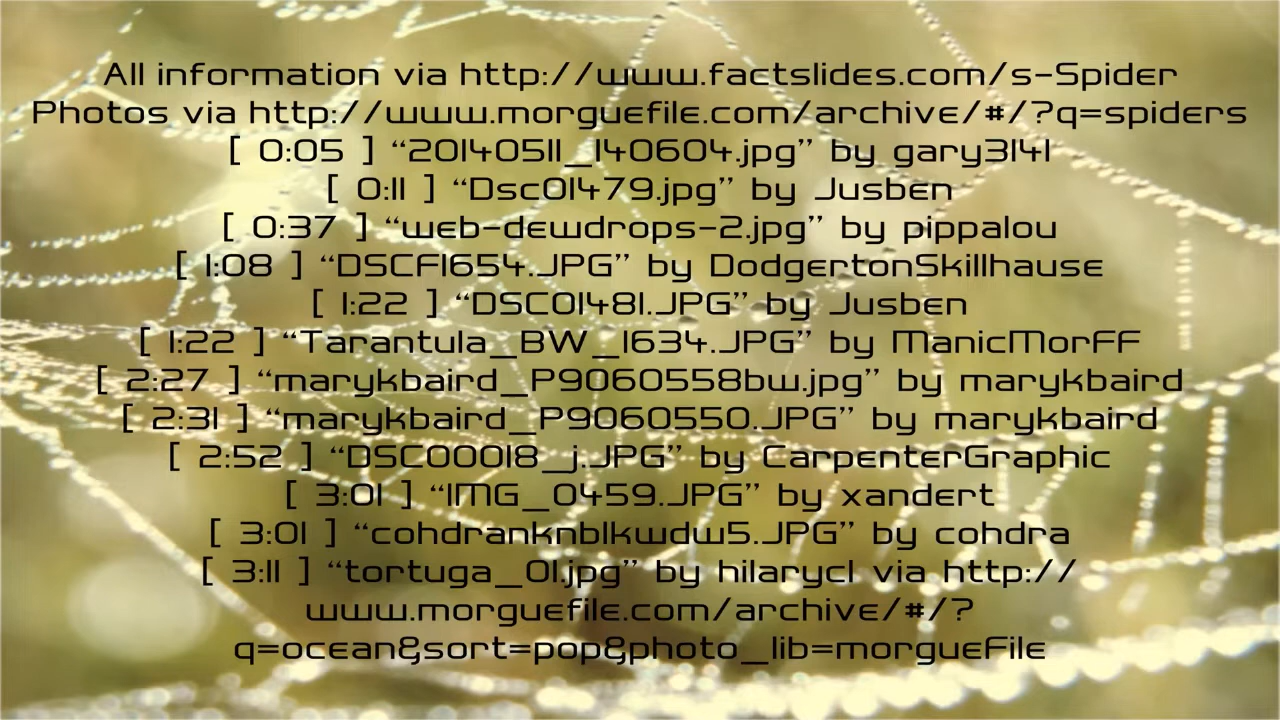 All information via http://www.factslides.com/s-Spider
Photos via http://www.morguefile.com/archive/#/?q=spiders
[ 0:05 ] “20140511_140604.jpg” by gary3141
[ 0:11 ] “Dsc01479.jpg” by Jusben
[ 0:37 ] “web-dewdrops-2.jpg” by pippalou
[ 1:08 ] “DSCF1654.JPG” by DodgertonSkillhause
[ 1:22 ] “DSC01481.JPG” by Jusben
[ 1:22 ] “Tarantula_BW_1634.JPG” by ManicMorFF
[ 2:27 ] “marykbaird_P9060558bw.jpg” by marykbaird
[ 2:31 ] “marykbaird_P9060550.JPG” by marykbaird
[ 2:52 ] “DSC00018_j.JPG” by CarpenterGraphic
[ 3:01 ] “IMG_0459.JPG” by xandert
[ 3:01 ] “cohdranknblkwdw5.JPG” by cohdra
[ 3:11 ] “tortuga_01.jpg” by hilarycl via http://
www.morguefile.com/archive/#/?
q=ocean&sort=pop&photo_lib=morgueFile